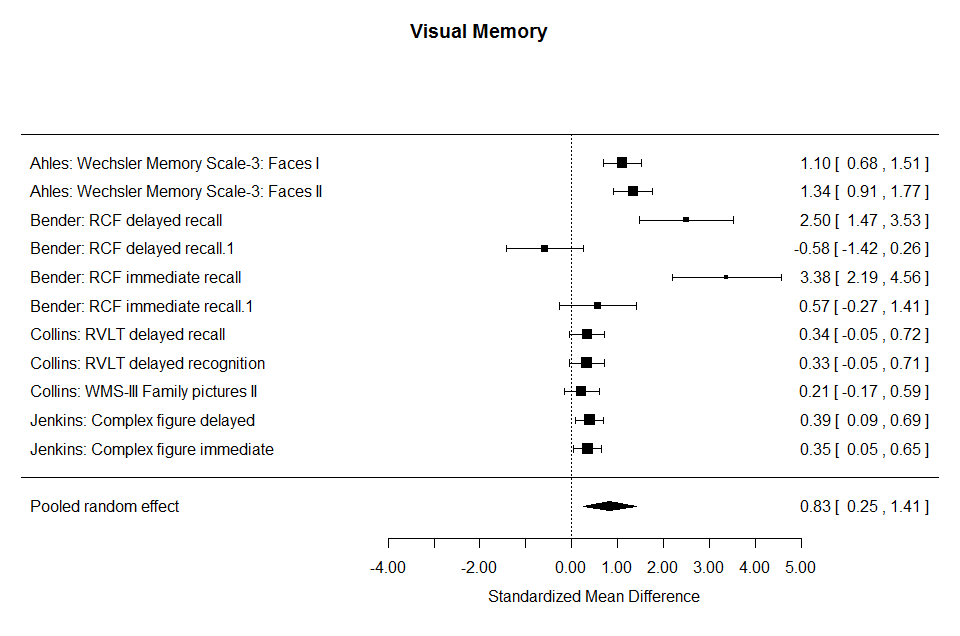 Visual Memory
Ahles: Wechsler Memory Scale-3: Faces I 1.10 [ 0.68 , 1.51 ]
Ahles: Wechsler Memory Scale-3: Faces II 1.34 [ 0.91 , 1.77 ]
Bender: RCF delayed recall 2.50 [ 1.47 , 3.53 ]
Bender: RCF delayed recall.1 -0.58 [ -1.42 , 0.26 ]
Bender: RCF immediate recall 3.38 [ 2.19 , 4.56 ]
Bender: RCF immediate recall.1 0.57 [ -0.27 , 1.41 ]
Collins: RVLT delayed recall 0.34 [ -0.05 , 0.72 ]
Collins: RVLT delayed recognition 0.33 [ -0.05 , 0.71 ]
Collins: WMS-III Family pictures II 0.21 [ -0.17 , 0.59 ]
Jenkins: Complex figure delayed 0.39 [ 0.09 , 0.69 ]
Jenkins: Complex figure immediate 0.35 [ 0.05 , 0.65 ]
Pooled random effect 0.83 [ 0.25 , 1.41 ]
-4.00 -2.00 0.00 1.00 2.00 3.00 4.00 5.00
Standardized Mean Difference